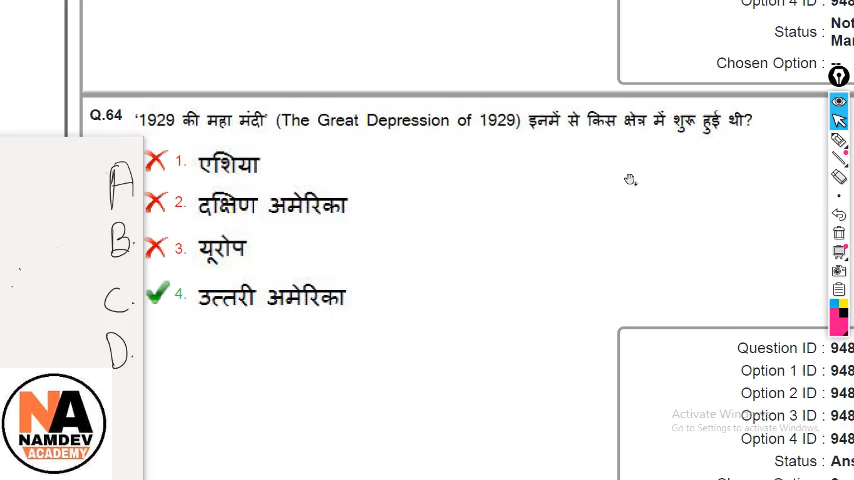 Option 4 ID : 948
Status : Not
Mar
Chosen Option : --
Q.64 '1929 की महा मंदी' (The Great Depression of 1929) इनमें से किस क्षेत्र में शुरू हुई थी?
A 1. एशिया
B. 2. दक्षिण अमेरिका
3. यूरोप
C. 4. उत्तरी अमेरिका
D.
NA
NAMDEV
ACADEMY
Question ID : 948
Option 1 ID : 948
Option 2 ID : 948
Option 3 ID : 948
Option 4 ID : 948
Status : Ans
Activate Windows
Go to Settings to activate Windows.